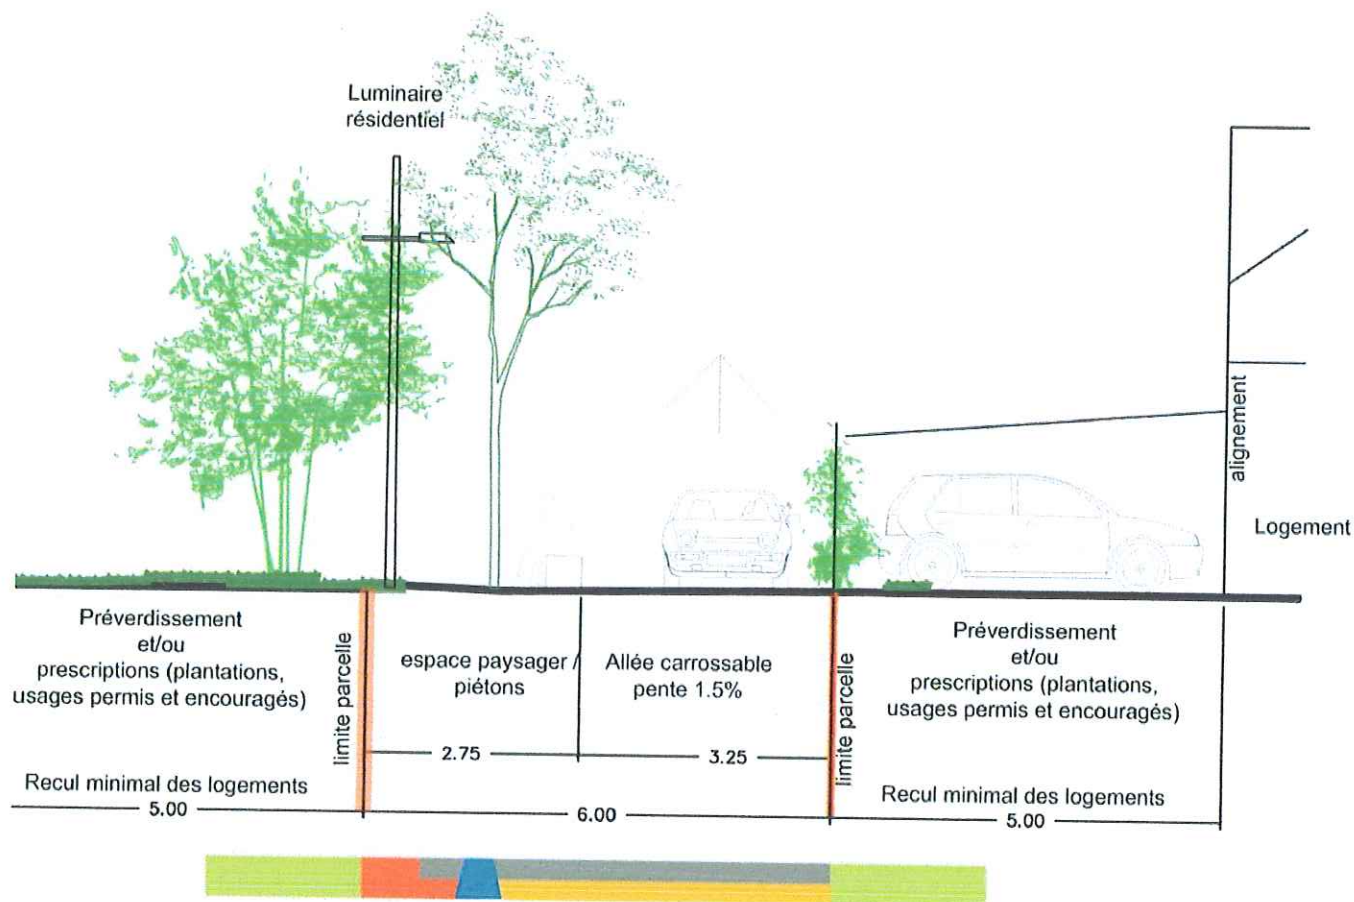 Luminaire
résidentiel
alignement
Logement
Préverdissement
et/ou
prescriptions (plantations,
usages permis et encouragés)
limite parcelle
espace paysager /
piétons
Allée carrossable
pente 1.5%
limite parcelle
Préverdissement
et/ou
prescriptions (plantations,
usages permis et encouragés)
2.75
3.25
Recul minimal des logements
5.00
6.00
Recul minimal des logements
5.00